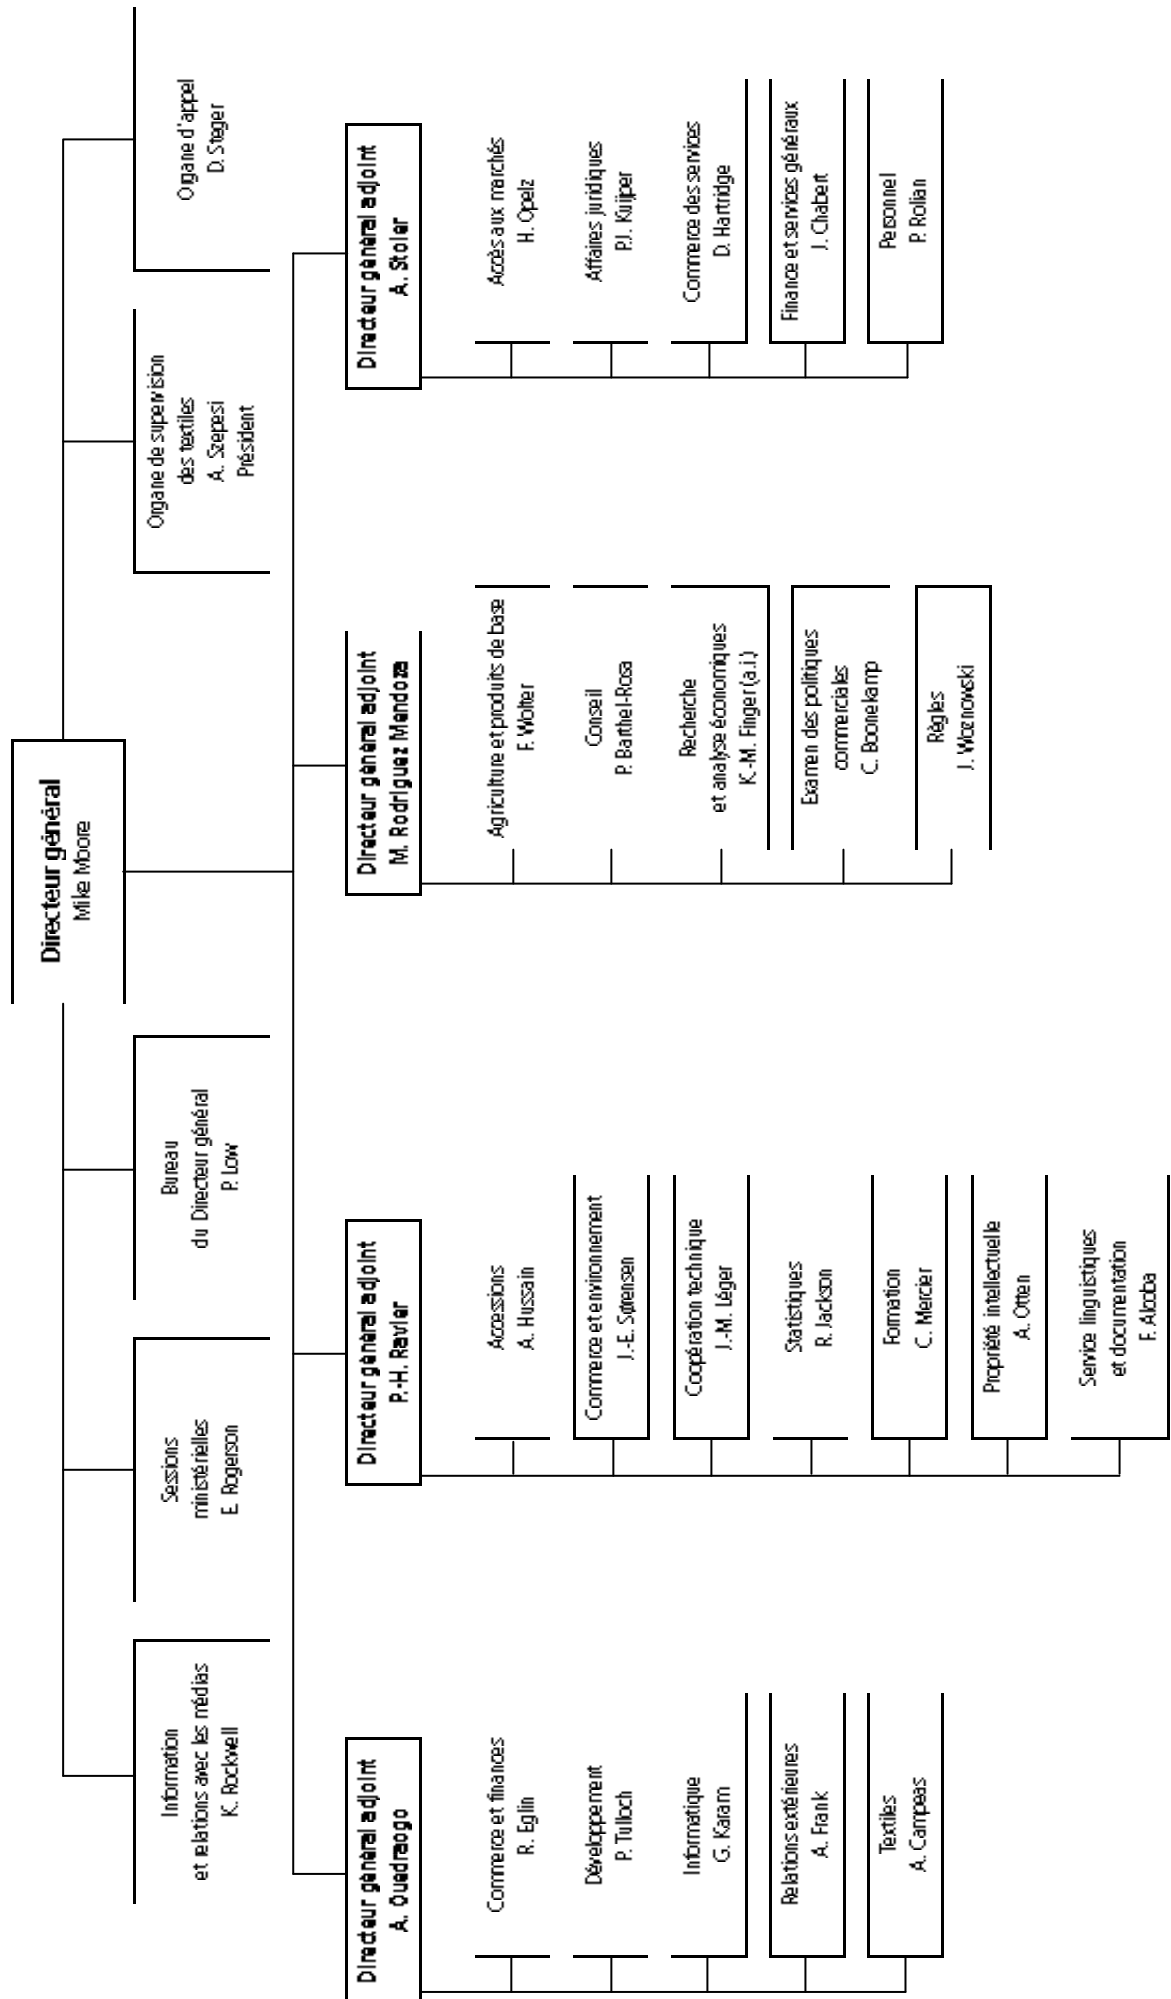 Directeur général
Mike Moore
Information
et relations avec les médias
K. Rockwell
Sessions
ministérielles
E. Rogerson
Bureau
du Directeur général
P. Low
Organe de supervision
des textiles
A. Szepesi
Président
Organe d'appel
D. Steger
Directeur général adjoint
A. Ouedraogo
Commerce et finances
R. Eglin
Développement
P. Tulloch
Informatique
G. Karam
Relations extérieures
A. Frank
Textiles
A. Campeas
Directeur général adjoint
P.-H. Ravier
Accessions
A. Hussain
Commerce et environnement
J.-E. Sørensen
Coopération technique
J.-M. Léger
Statistiques
R. Jackson
Formation
C. Mercier
Propriété intellectuelle
A. Otten
Service linguistiques
et documentation
F. Alcoba
Directeur général adjoint
M. Rodriguez Mendoza
Agriculture et produits de base
F. Wolter
Conseil
P. Barthel-Rosa
Recherche
et analyse économiques
K.-M. Finger (a.i.)
Examen des politiques
commerciales
C. Boonekamp
Règles
J. Woznowski
Directeur général adjoint
A. Stoler
Accès aux marchés
H. Opelz
Affaires juridiques
P.J. Kuijper
Commerce des services
D. Hartridge
Finance et services généraux
J. Chabert
Personnel
P. Rolian